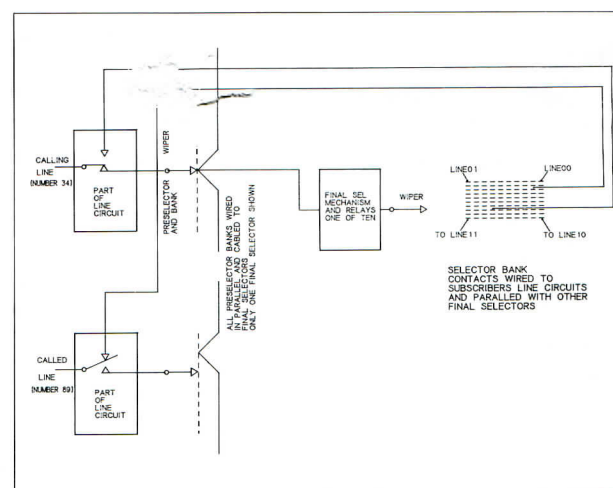 CALLING
LINE
(NUMBER 34)
PART
OF
LINE
CIRCUIT
WIPER
PRESELECTOR
AND BANK
ALL PRESELECTOR BANKS WIRED
IN PARALLEL AND CABLED TO
FINAL SELECTORS
ONLY ONE FINAL SELECTOR SHOWN
FINAL SEL
MECHANISM
AND RELAYS
ONE OF TEN
WIPER
LINE01
LINE00
TO LINE11
TO LINE10
SELECTOR BANK
CONTACTS WIRED TO
SUBSCRIBERS LINE CIRCUITS
AND PARALLED WITH OTHER
FINAL SELECTORS
CALLED
LINE
(NUMBER 89)
PART
OF
LINE
CIRCUIT